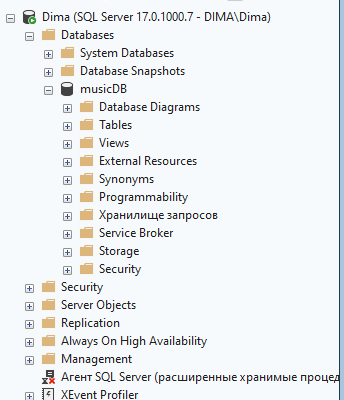 Dima (SQL Server 17.0.1000.7 - DIMA\Dima)
Databases
System Databases
Database Snapshots
musicDB
Database Diagrams
Tables
Views
External Resources
Synonyms
Programmability
Хранилище запросов
Service Broker
Storage
Security
Security
Server Objects
Replication
Always On High Availability
Management
Агент SQL Server (расширенные хранимые процед
XEvent Profiler